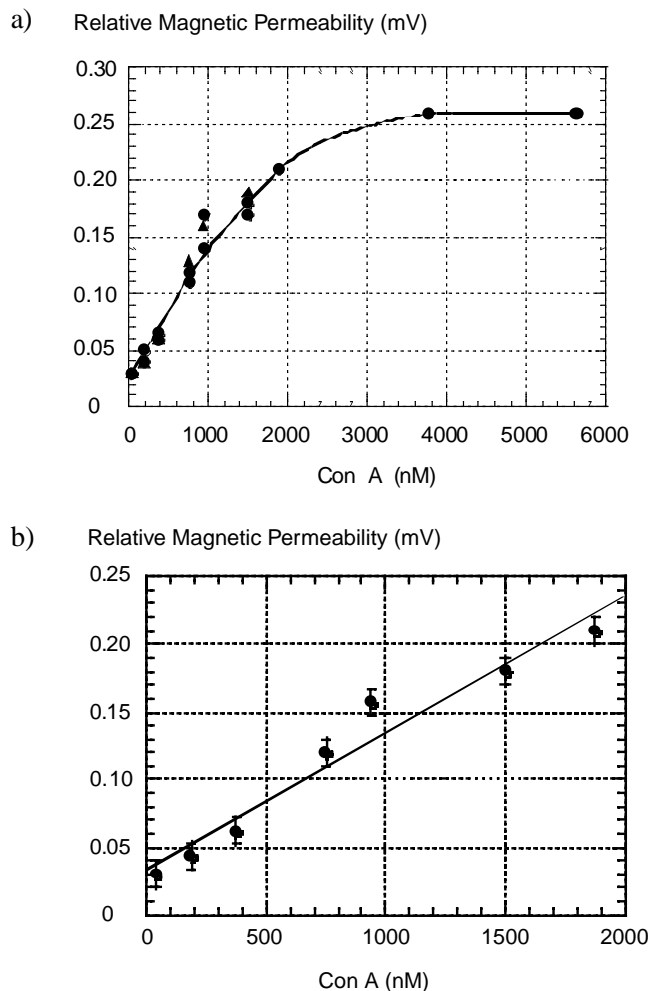 a) Relative Magnetic Permeability (mV)
0.30
0.25
0.20
0.15
0.10
0.05
0
0 1000 2000 3000 4000 5000 6000
Con A (nM)
b) Relative Magnetic Permeability (mV)
0.25
0.20
0.15
0.10
0.05
0
0 500 1000 1500 2000
Con A (nM)